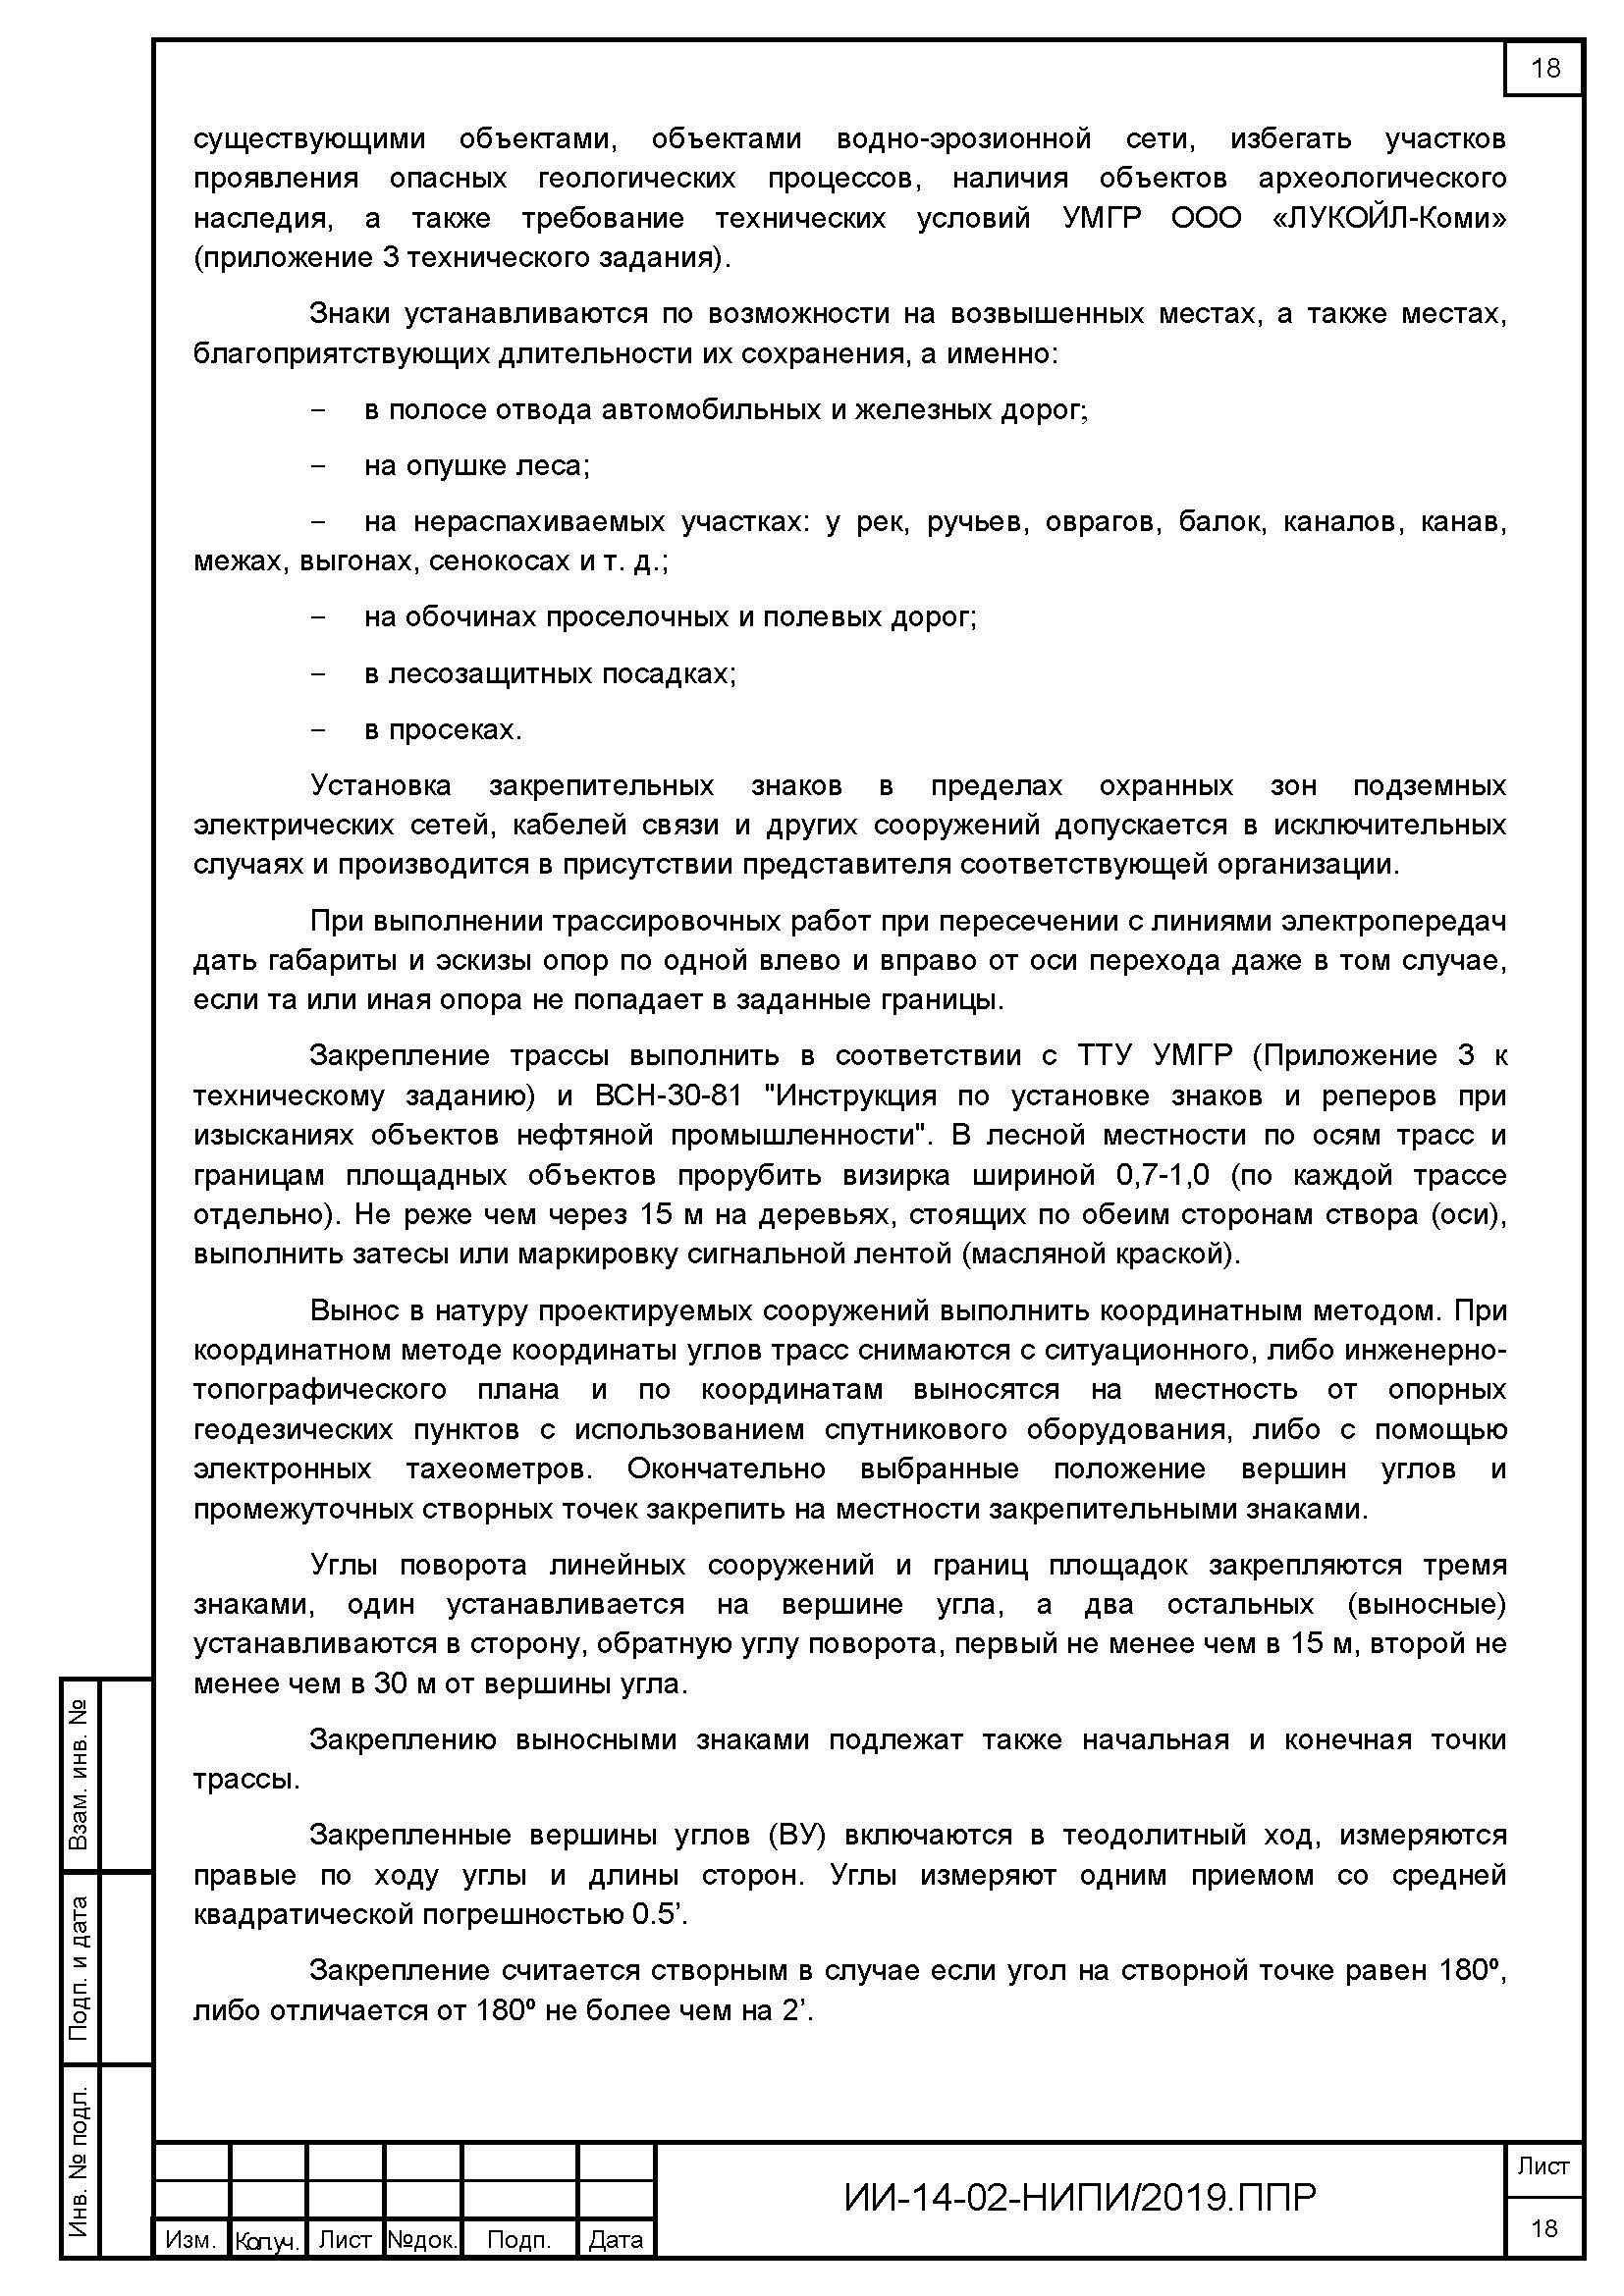 18
существующими объектами, объектами водно-эрозионной сети, избегать участков
проявления опасных геологических процессов, наличия объектов археологического
наследия, а также требование технических условий УМГР ООО «ЛУКОЙЛ-Коми»
(приложение 3 технического задания).
Знаки устанавливаются по возможности на возвышенных местах, а также местах,
благоприятствующих длительности их сохранения, а именно:
– в полосе отвода автомобильных и железных дорог;
– на опушке леса;
– на нераспахиваемых участках: у рек, ручьев, оврагов, балок, каналов, канав,
межах, выгонах, сенокосах и т. д.;
– на обочинах проселочных и полевых дорог;
– в лесозащитных посадках;
– в просеках.
Установка закрепительных знаков в пределах охранных зон подземных
электрических сетей, кабелей связи и других сооружений допускается в исключительных
случаях и производится в присутствии представителя соответствующей организации.
При выполнении трассировочных работ при пересечении с линиями электропередач
дать габариты и эскизы опор по одной влево и вправо от оси перехода даже в том случае,
если та или иная опора не попадает в заданные границы.
Закрепление трассы выполнить в соответствии с ТТУ УМГР (Приложение 3 к
техническому заданию) и ВСН-30-81 "Инструкция по установке знаков и реперов при
изысканиях объектов нефтяной промышленности". В лесной местности по осям трасс и
границам площадных объектов прорубить визирка шириной 0,7-1,0 (по каждой трассе
отдельно). Не реже чем через 15 м на деревьях, стоящих по обеим сторонам створа (оси),
выполнить затесы или маркировку сигнальной лентой (масляной краской).
Вынос в натуру проектируемых сооружений выполнить координатным методом. При
координатном методе координаты углов трасс снимаются с ситуационного, либо инженерно-
топографического плана и по координатам выносятся на местность от опорных
геодезических пунктов с использованием спутникового оборудования, либо с помощью
электронных тахеометров. Окончательно выбранные положение вершин углов и
промежуточных створных точек закрепить на местности закрепительными знаками.
Углы поворота линейных сооружений и границ площадок закрепляются тремя
знаками, один устанавливается на вершине угла, а два остальных (выносные)
устанавливаются в сторону, обратную углу поворота, первый не менее чем в 15 м, второй не
менее чем в 30 м от вершины угла.
Закреплению выносными знаками подлежат также начальная и конечная точки
трассы.
Закрепленные вершины углов (ВУ) включаются в теодолитный ход, измеряются
правые по ходу углы и длины сторон. Углы измеряют одним приемом со средней
квадратической погрешностью 0.5’.
Закрепление считается створным в случае если угол на створной точке равен 180º,
либо отличается от 180º не более чем на 2’.
Взам. инв. №
Подп. и дата
Инв. № подл.
Изм. Кол.уч. Лист №док. Подп. Дата
ИИ-14-02-НИПИ/2019.ППР
Лист
18